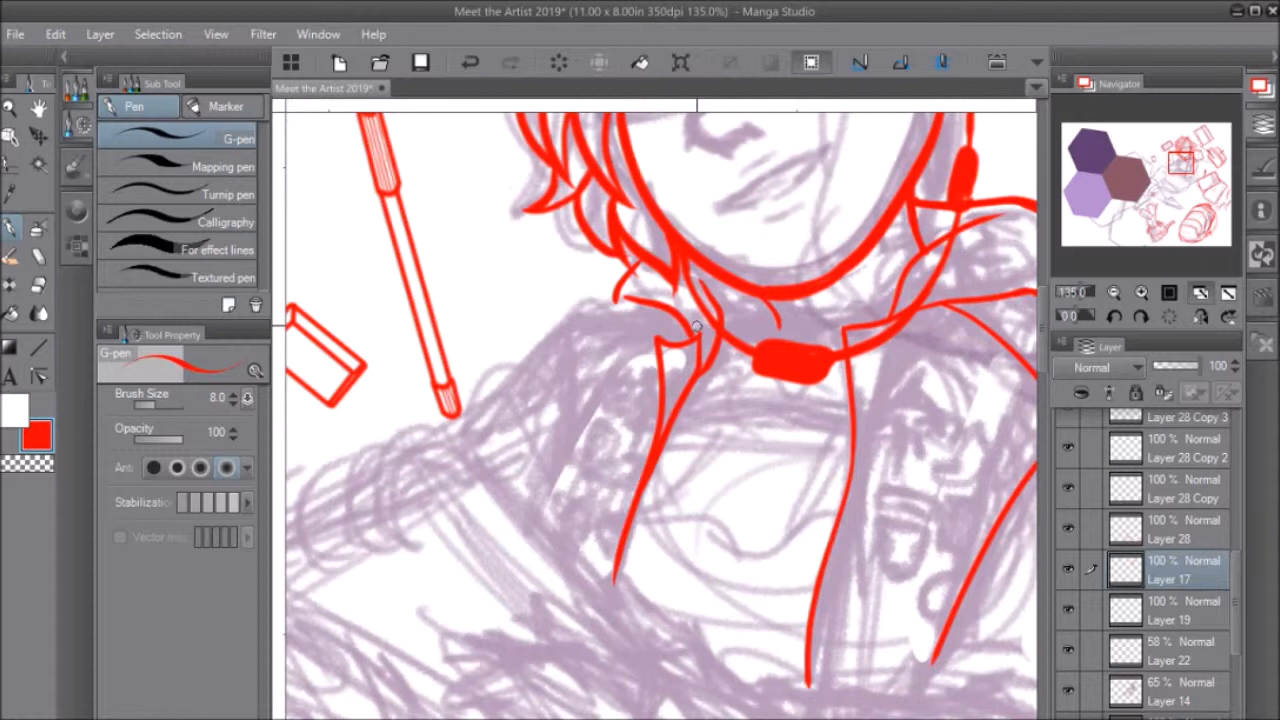 Meet the Artist 2019* (11.00 x 8.00in 350dpi 135.0%) - Manga Studio
File Edit Layer Selection View Filter Window Help
Sub Tool
Meet the Artist 2019*
Navigator
Pen Marker
G-pen
Mapping pen
Turnip pen
Calligraphy
For effect lines
Textured pen
135.0
0.0
Tool Property
G-pen
Layer
Normal 100
Brush Size 8.0
Opacity 100
Anti
Stabilizatio
Vector
Layer 28 Copy 3
100 % Normal
Layer 28 Copy 2
100 % Normal
Layer 28 Copy
100 % Normal
Layer 28
100 % Normal
Layer 17
100 % Normal
Layer 19
58 % Normal
Layer 22
65 % Normal
Layer 14